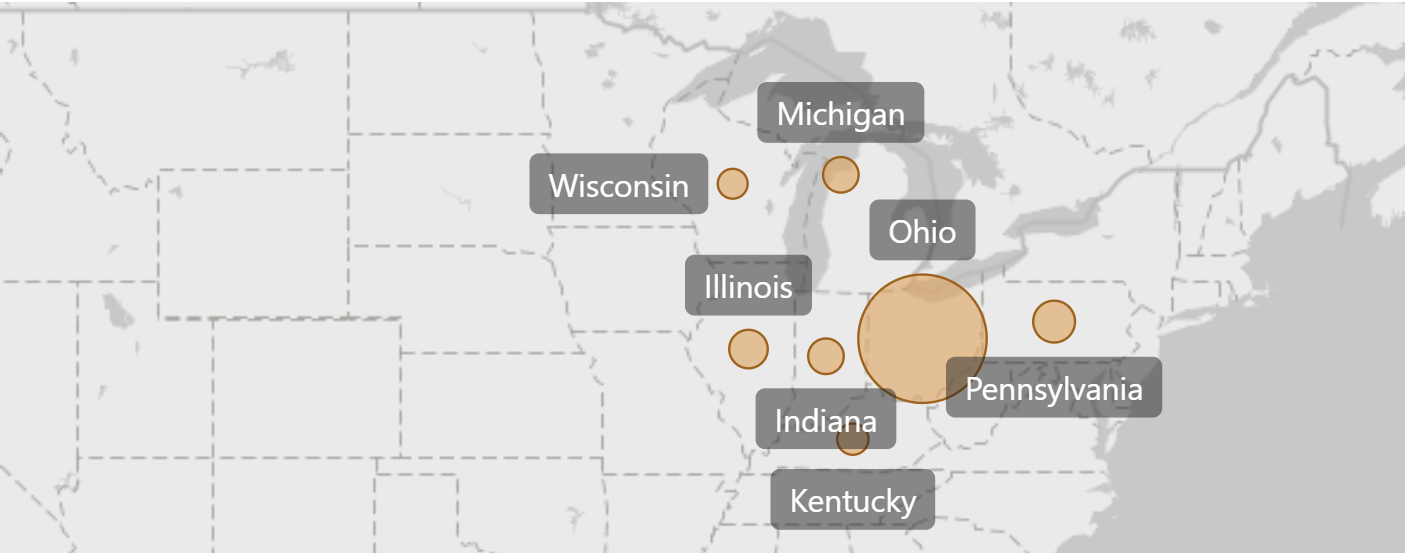 Michigan
Wisconsin
Ohio
Illinois
Pennsylvania
Indiana
Kentucky